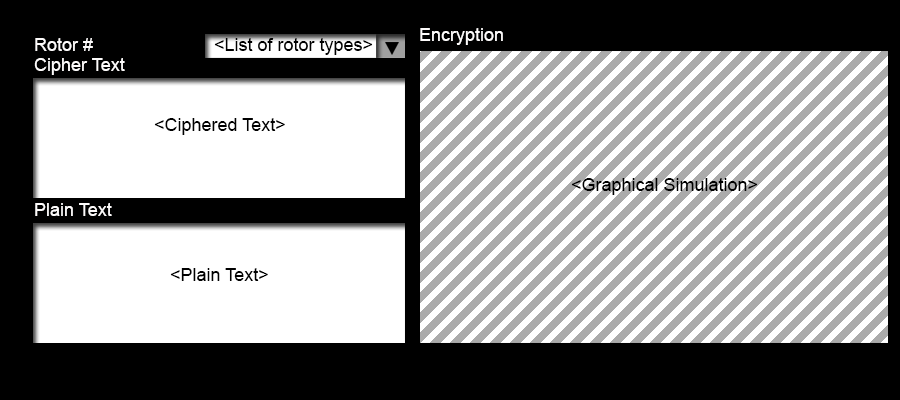 Rotor #
<List of rotor types>
Cipher Text
<Ciphered Text>
Plain Text
<Plain Text>
Encryption
<Graphical Simulation>